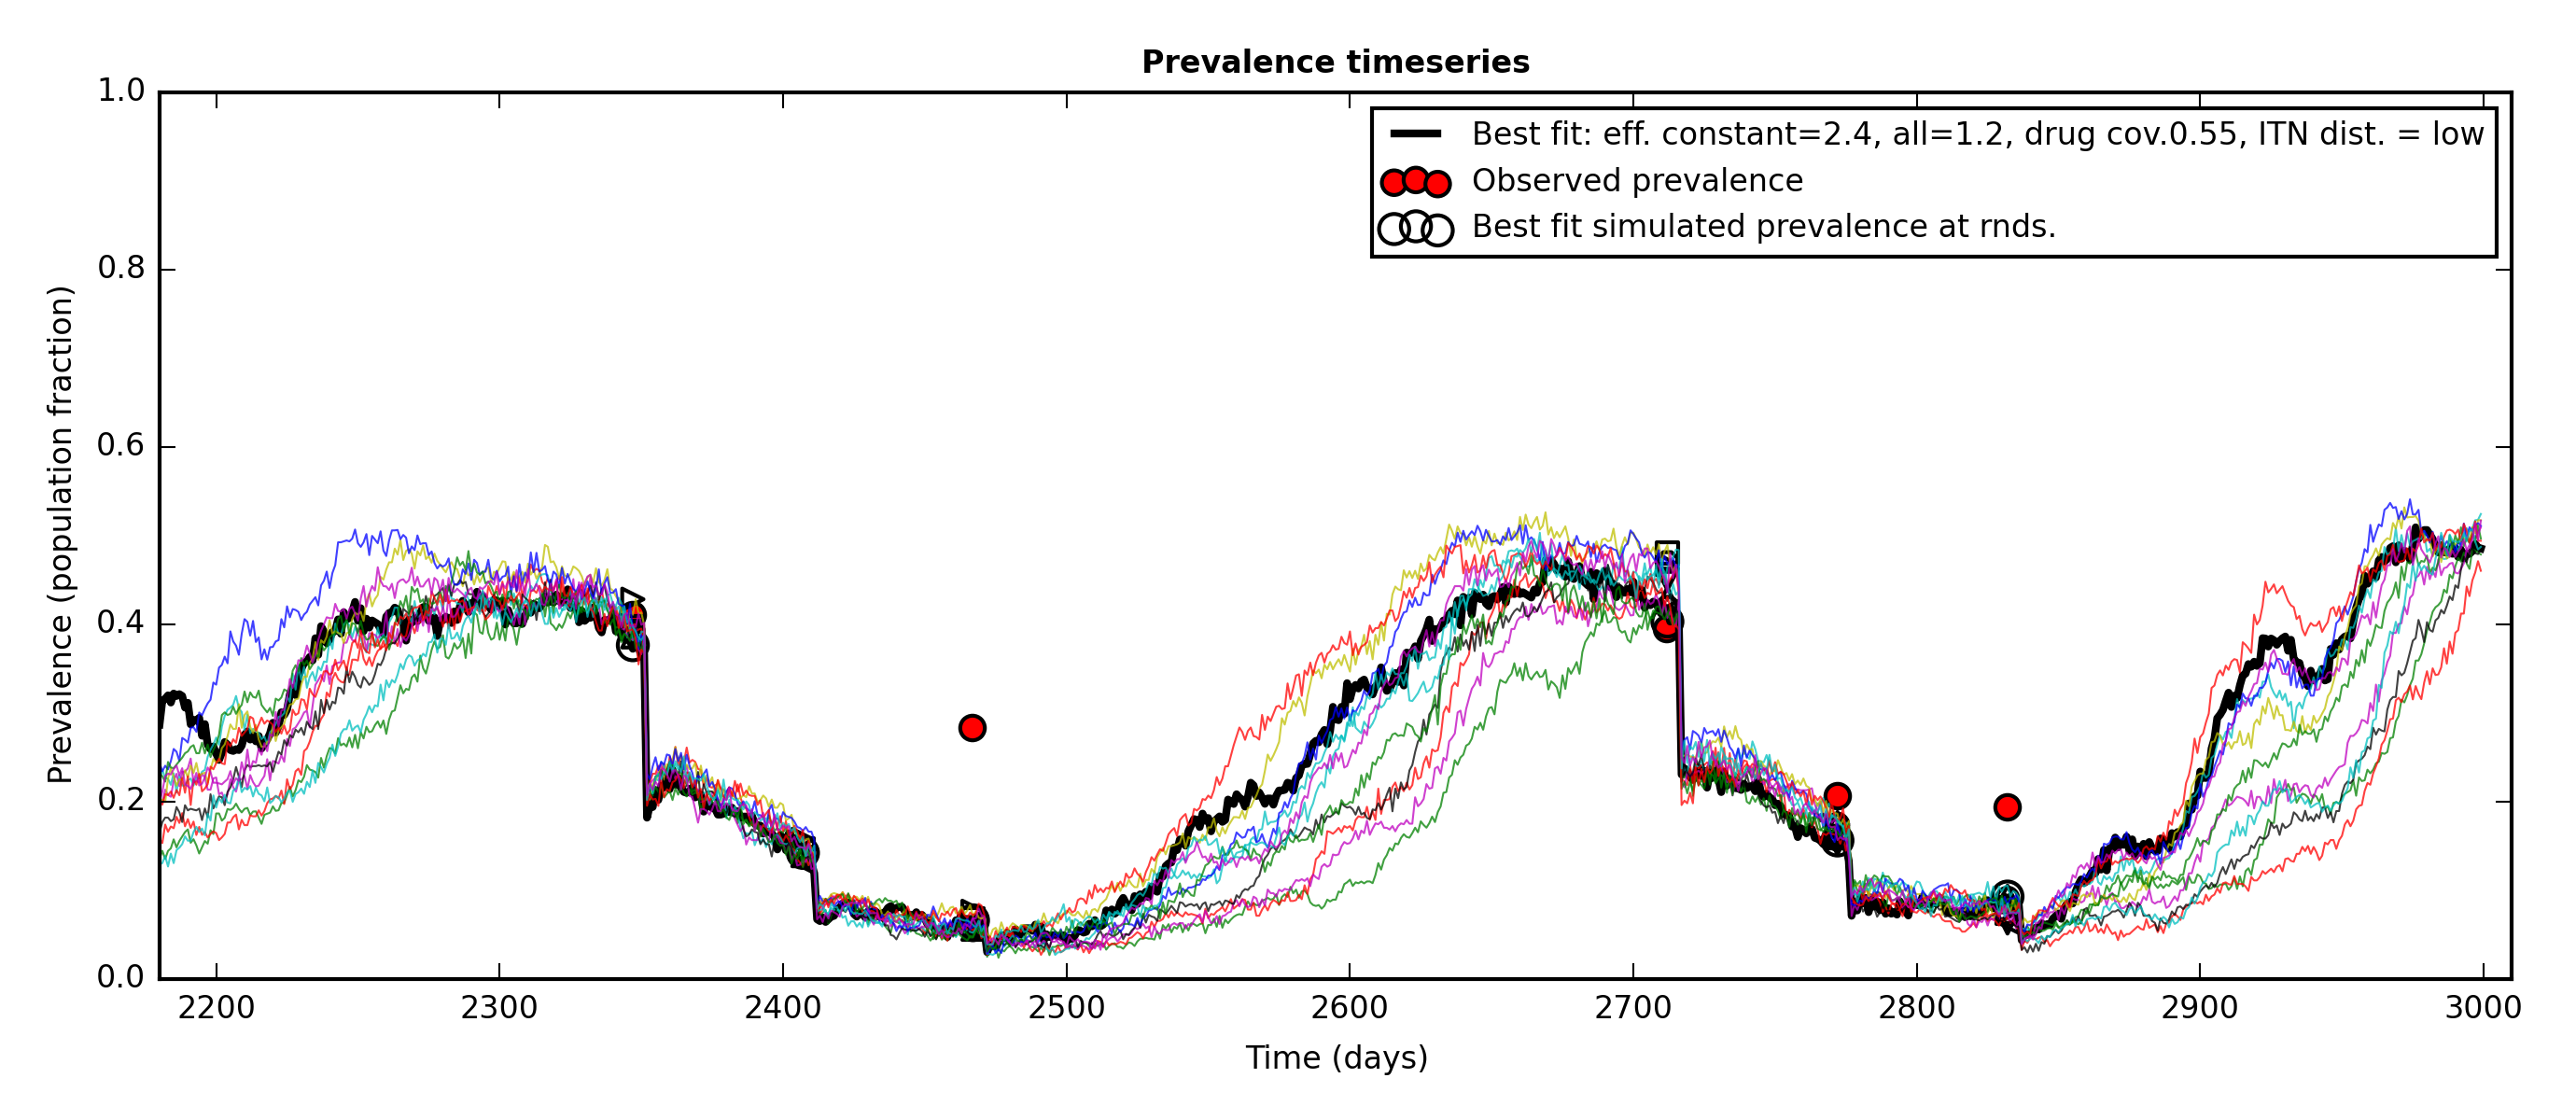 Prevalence timeseries
Best fit: eff. constant=2.4, all=1.2, drug cov.0.55, ITN dist. = low
Observed prevalence
Best fit simulated prevalence at rnds.
Prevalence (population fraction)
1.0
0.8
0.6
0.4
0.2
0.0
2200 2300 2400 2500 2600 2700 2800 2900 3000
Time (days)